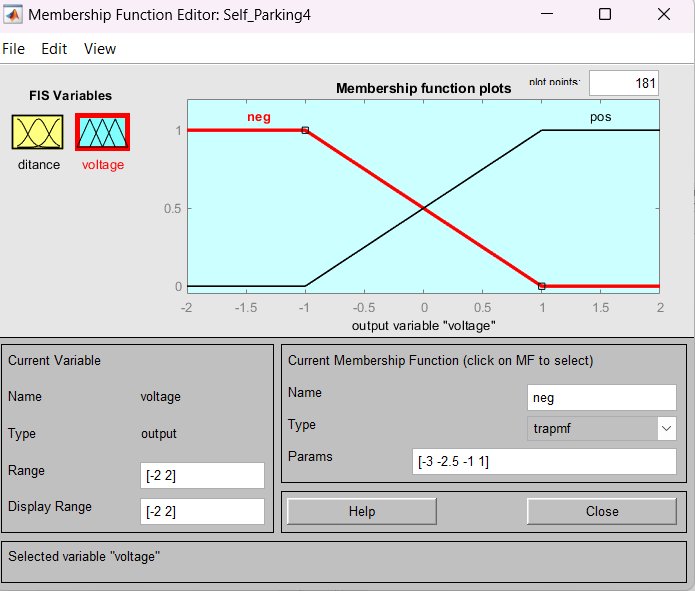 Membership Function Editor: Self_Parking4
File Edit View
FIS Variables
Membership function plots
plot points:
181
ditance
voltage
neg
pos
1
0.5
0
-2 -1.5 -1 -0.5 0 0.5 1 1.5 2
output variable "voltage"
Current Variable
Name voltage
Type output
Range [-2 2]
Display Range [-2 2]
Current Membership Function (click on MF to select)
Name neg
Type trapmf
Params [-3 -2.5 -1 1]
Help Close
Selected variable "voltage"